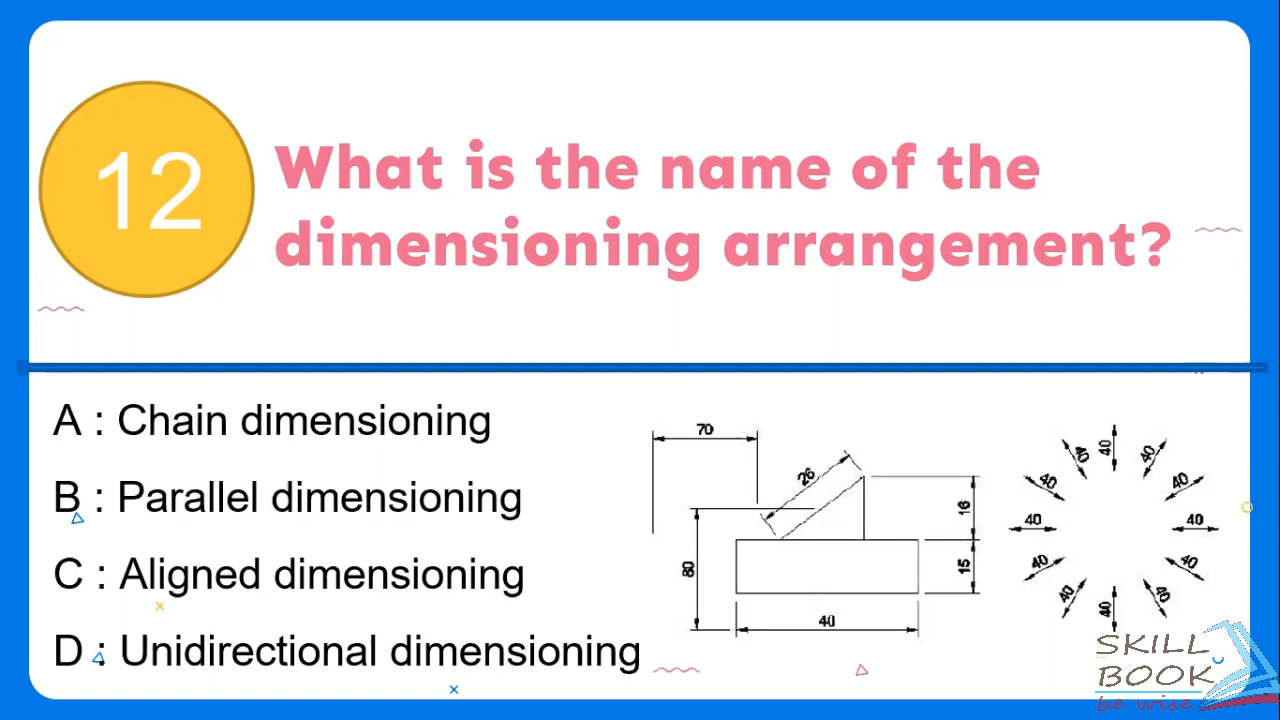 12
What is the name of the
dimensioning arrangement?
A : Chain dimensioning
B : Parallel dimensioning
C : Aligned dimensioning
D : Unidirectional dimensioning
70
26
16
80
15
40
40
40
40
40
40
40
40
40
40
40
40
40
SKILL
BOOK
be wise